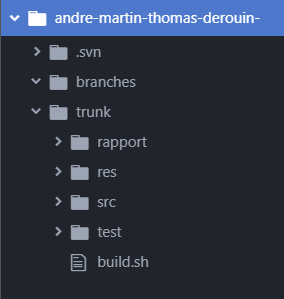 andre-martin-thomas-derouin-
.svn
branches
trunk
rapport
res
src
test
build.sh